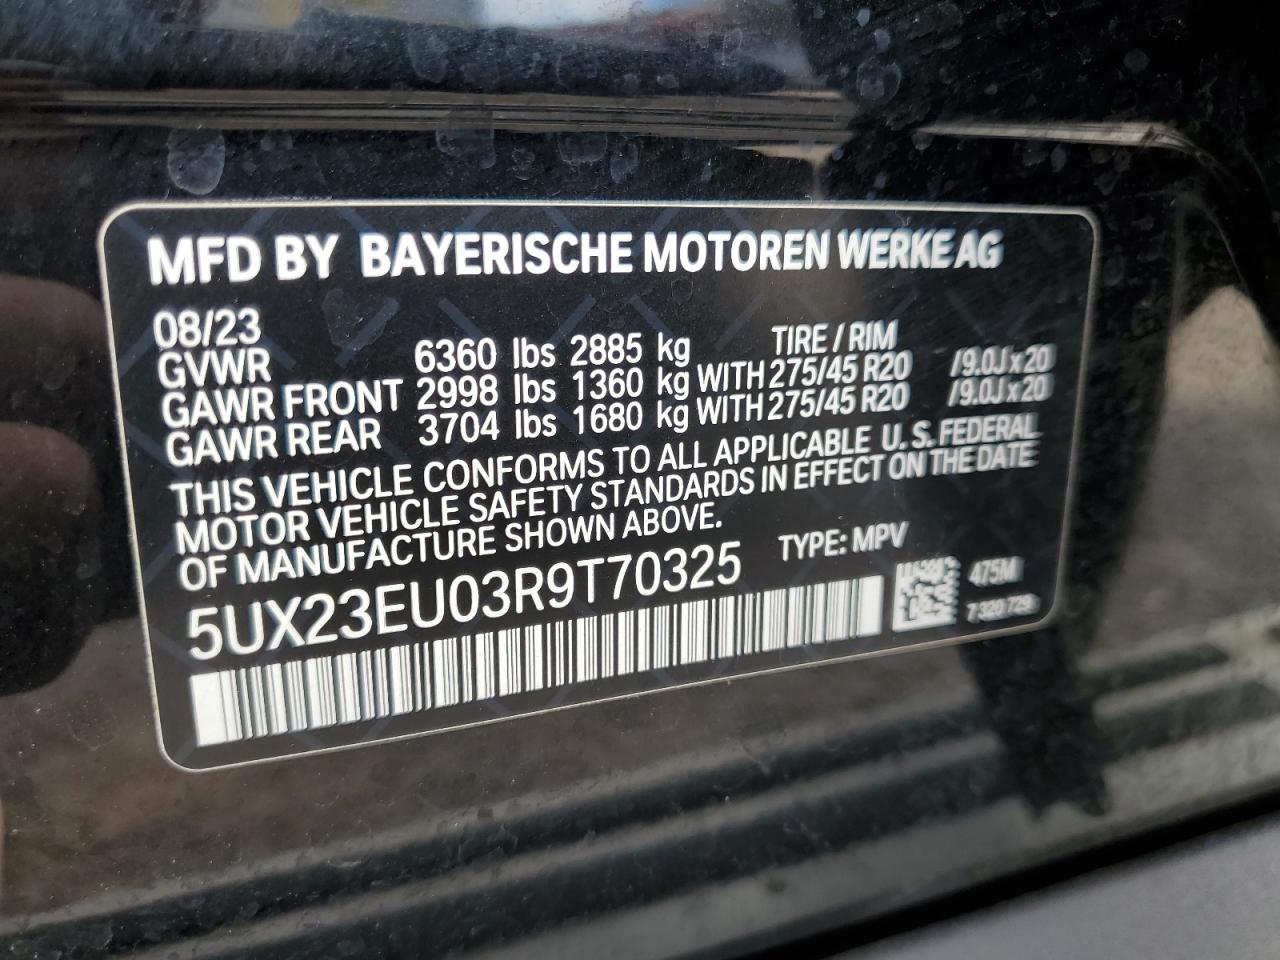 MFD BY BAYERISCHE MOTOREN WERKE AG
08/23
GVWR 6360 lbs 2885 kg TIRE / RIM
GAWR FRONT 2998 lbs 1360 kg WITH 275/45 R20 /9.0J x 20
GAWR REAR 3704 lbs 1680 kg WITH 275/45 R20 /9.0J x 20
THIS VEHICLE CONFORMS TO ALL APPLICABLE U.S. FEDERAL
MOTOR VEHICLE SAFETY STANDARDS IN EFFECT ON THE DATE
OF MANUFACTURE SHOWN ABOVE.
5UX23EU03R9T70325 TYPE: MPV
475M
7 320 729